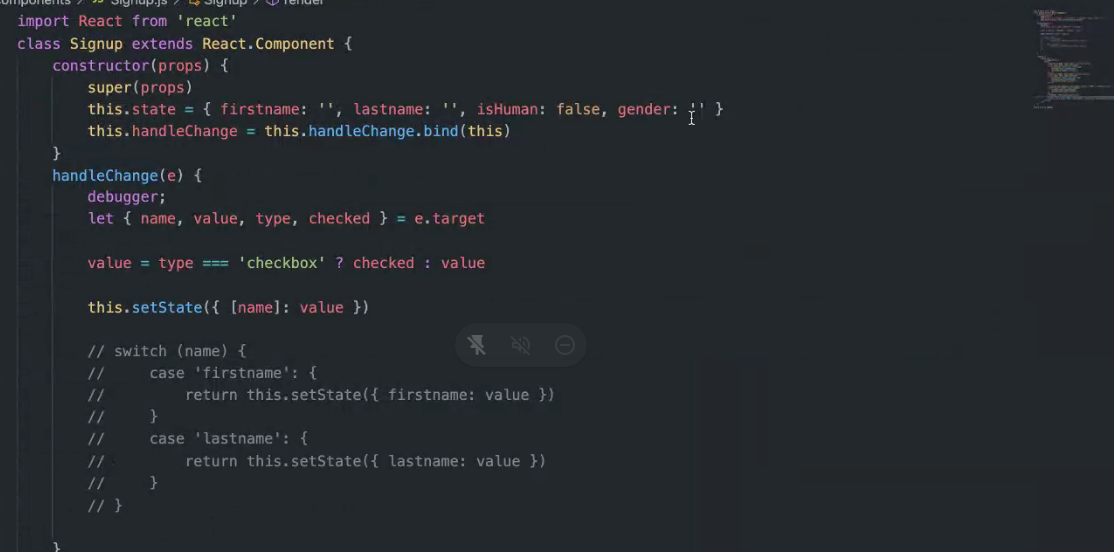 components > JS Signup.js > Signup > render
import React from 'react'
class Signup extends React.Component {
    constructor(props) {
        super(props)
        this.state = { firstname: '', lastname: '', isHuman: false, gender: '' }
        this.handleChange = this.handleChange.bind(this)
    }
    handleChange(e) {
        debugger;
        let { name, value, type, checked } = e.target
        value = type === 'checkbox' ? checked : value
        this.setState({ [name]: value })
        // switch (name) {
        //     case 'firstname': {
        //         return this.setState({ firstname: value })
        //     }
        //     case 'lastname': {
        //         return this.setState({ lastname: value })
        //     }
        // }
    }